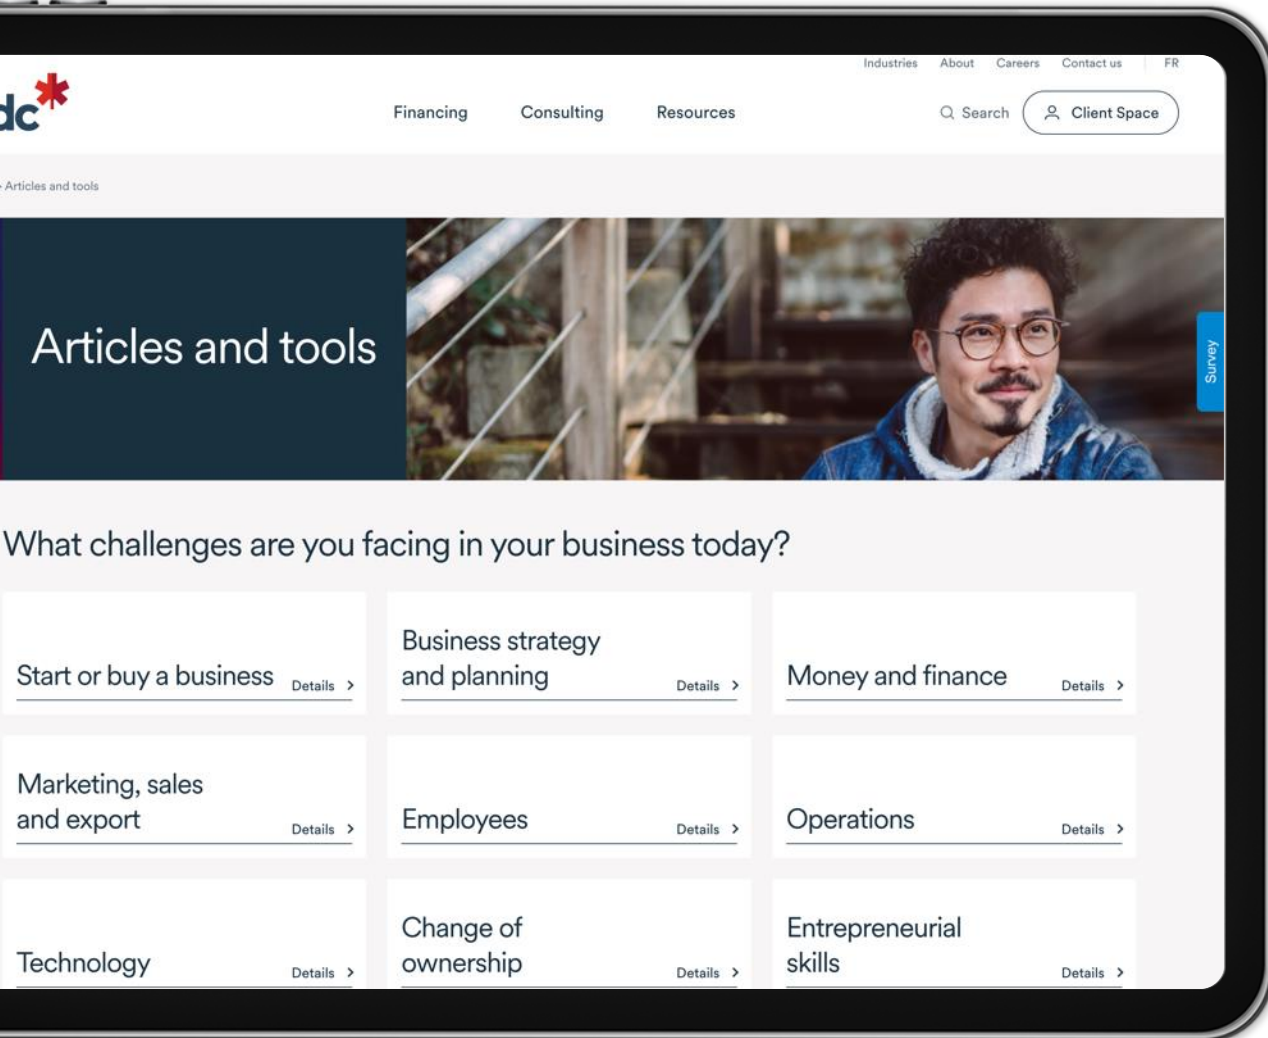 Industries About Careers Contact us FR
dc
Financing Consulting Resources Search Client Space
Articles and tools
Articles and tools
Survey
What challenges are you facing in your business today?
Start or buy a business Details
Business strategy
and planning Details
Money and finance Details
Marketing, sales
and export Details
Employees Details
Operations Details
Technology Details
Change of
ownership Details
Entrepreneurial
skills Details